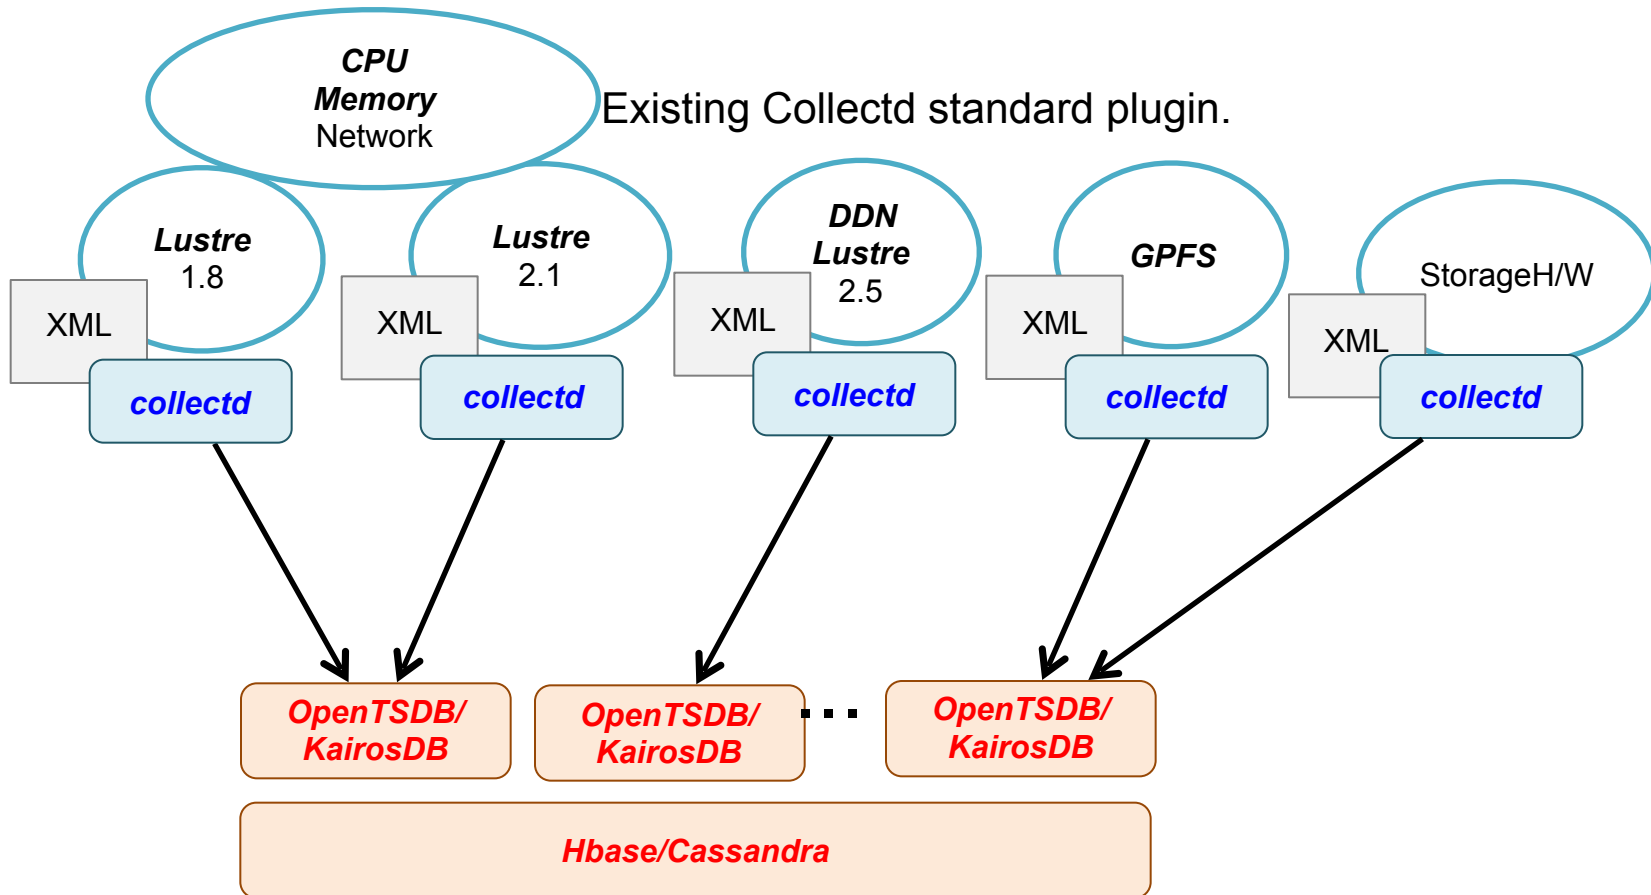 CPU
Memory
Network
Existing Collectd standard plugin.
Lustre
1.8
Lustre
2.1
DDN
Lustre
2.5
GPFS
StorageH/W
XML
XML
XML
XML
XML
collectd
collectd
collectd
collectd
collectd
OpenTSDB/
KairosDB
OpenTSDB/
KairosDB
...
OpenTSDB/
KairosDB
Hbase/Cassandra